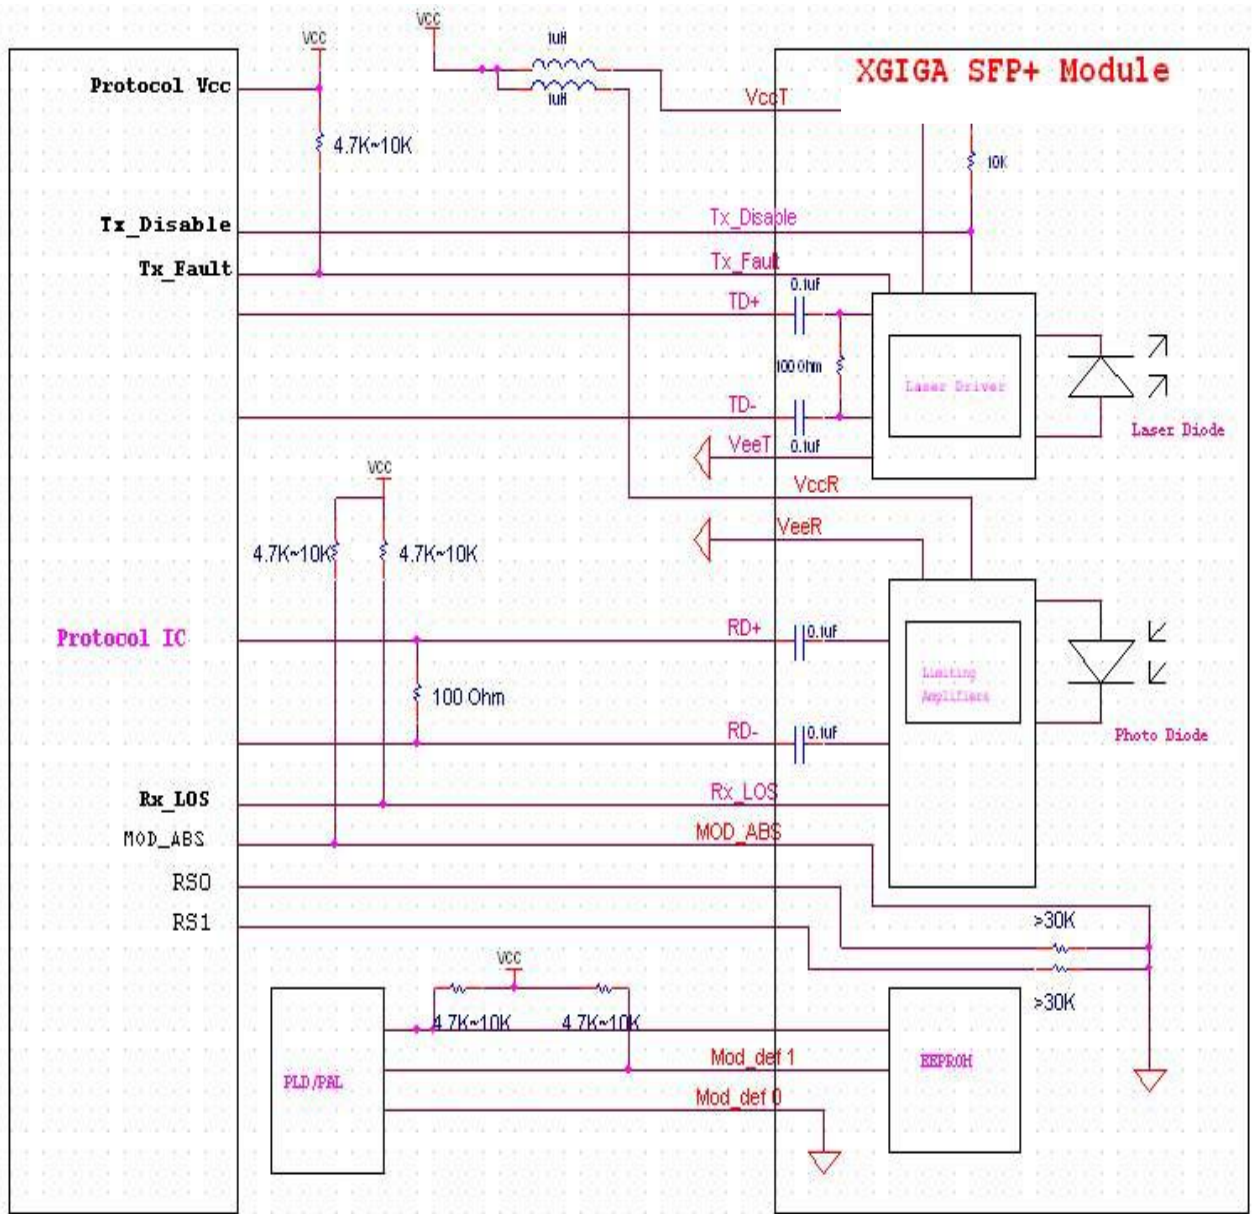 VCC
VCC
1uH
1uH
XGIGA SFP+ Module
Protocol Vcc
VccT
4.7K~10K
10K
Tx_Disable
Tx_Disable
Tx_Fault
Tx_Fault
0.1uf
TD+
100 Ohm
Laser Driver
TD-
Laser Diode
VeeT
0.1uf
VCC
VccR
VeeR
4.7K~10K
4.7K~10K
Protocol IC
RD+
0.1uf
Limiting
Amplifiers
100 Ohm
RD-
0.1uf
Photo Diode
Rx_LOS
Rx_LOS
MOD_ABS
MOD_ABS
RS0
RS1
>30K
VCC
>30K
4.7K~10K
4.7K~10K
Mod_def 1
EEPROM
PLD/PAL
Mod_def 0